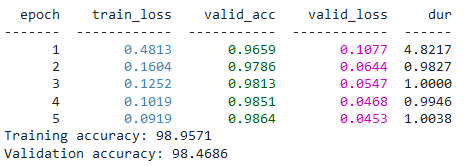 epoch train_loss valid_acc valid_loss dur
------- ------------ ----------- ------------ ------
1 0.4813 0.9659 0.1077 4.8217
2 0.1604 0.9786 0.0644 0.9827
3 0.1252 0.9813 0.0547 1.0000
4 0.1019 0.9851 0.0468 0.9946
5 0.0919 0.9864 0.0453 1.0038
Training accuracy: 98.9571
Validation accuracy: 98.4686